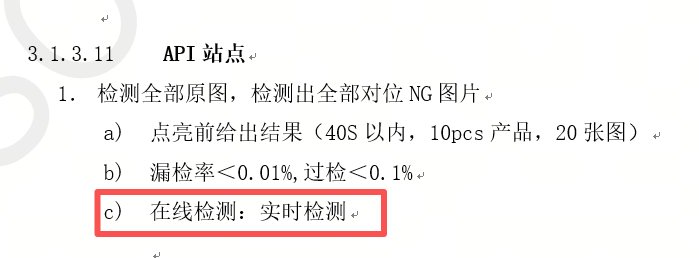 3.1.3.11 API 站点
1. 检测全部原图，检测出全部对位 NG 图片
a) 点亮前给出结果（40S 以内，10pcs 产品，20 张图）
b) 漏检率＜0.01%,过检＜0.1%
c) 在线检测：实时检测